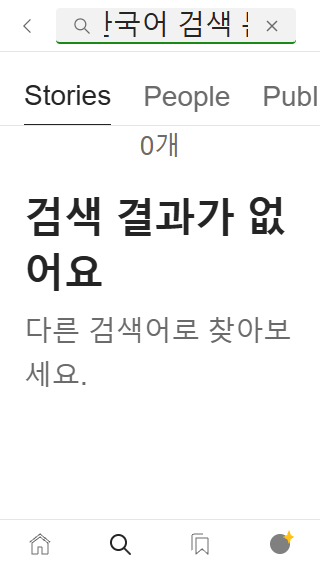 한국어 검색
Stories People Publ
0개
검색 결과가 없
어요
다른 검색어로 찾아보
세요.